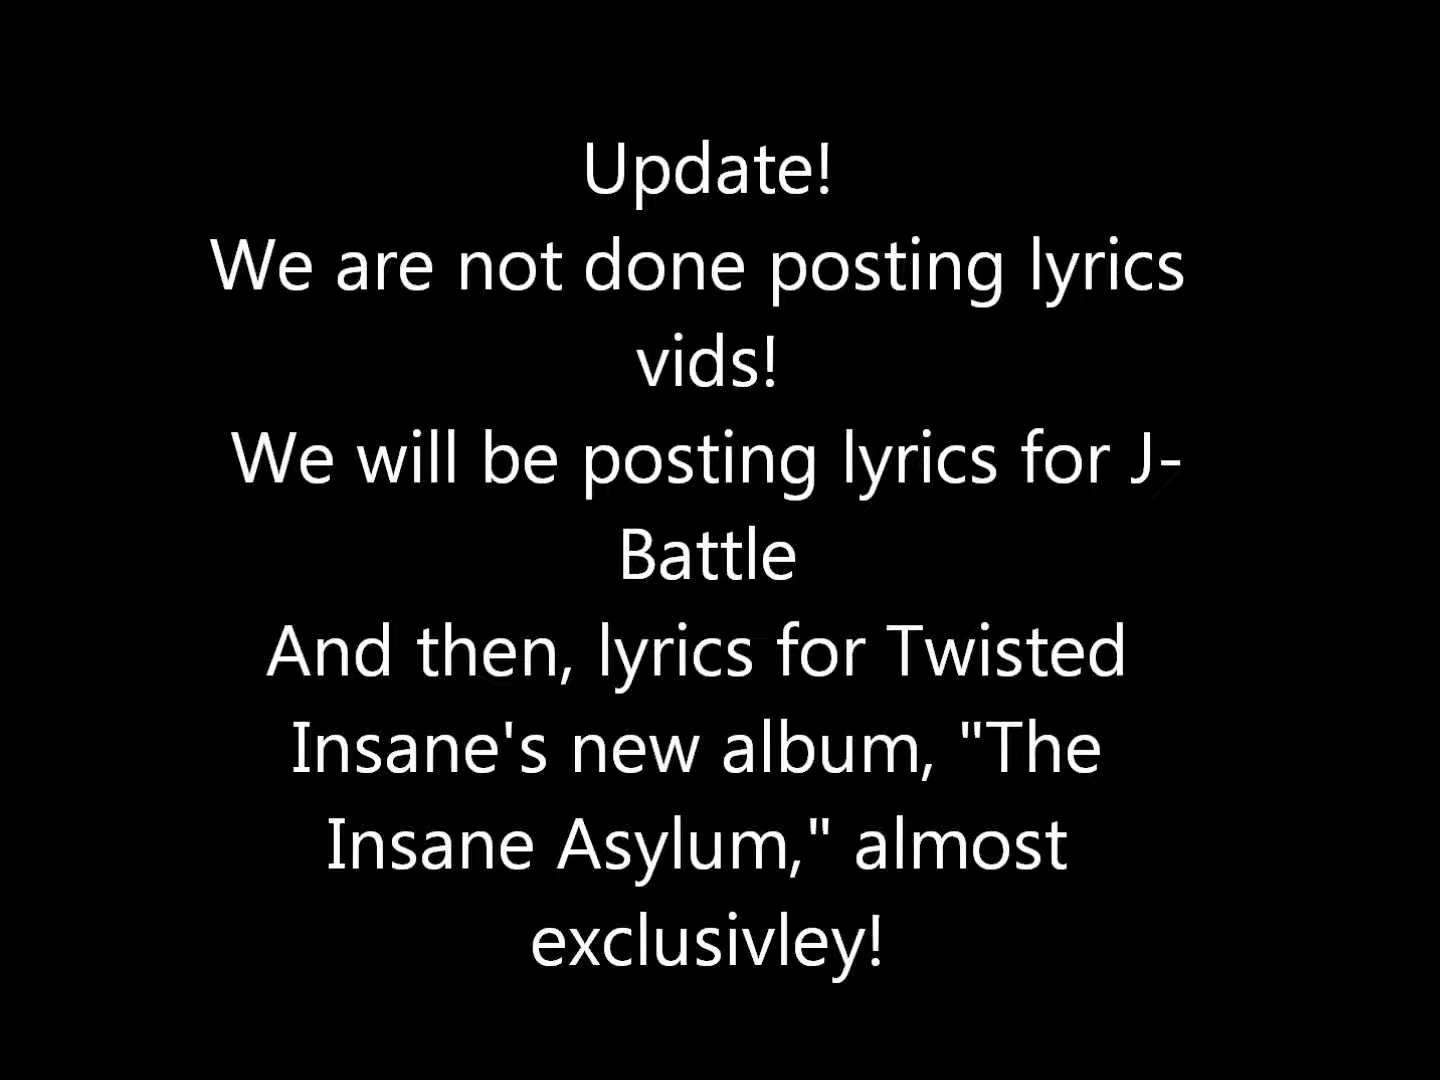 Update!
We are not done posting lyrics
vids!
We will be posting lyrics for J-
Battle
And then, lyrics for Twisted
Insane's new album, "The
Insane Asylum," almost
exclusivley!